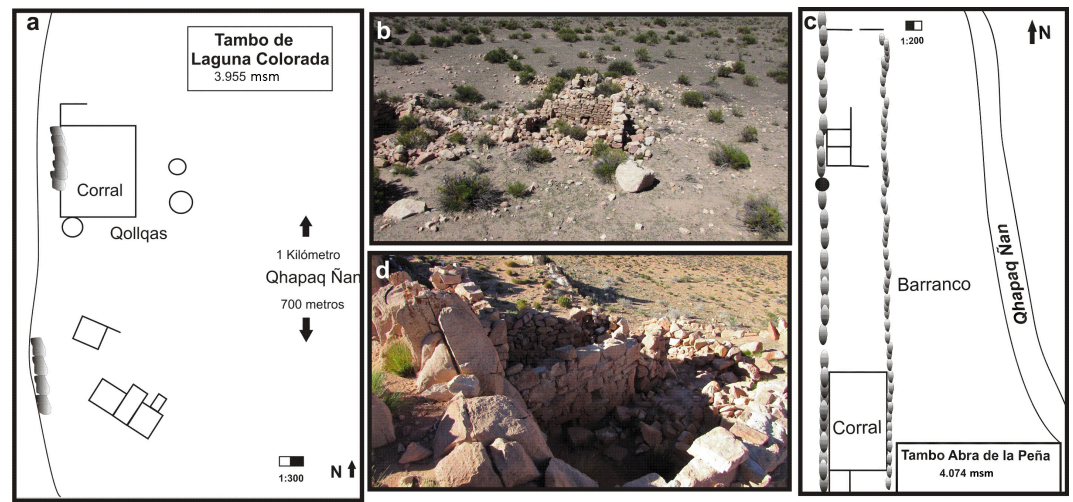 a
Tambo de
Laguna Colorada
3.955 msm
Corral
Qollqas
1 Kilómetro
Qhapaq Ñan
700 metros
1:300
N
b
d
c
1:200
N
Qhapaq Ñan
Barranco
Corral
Tambo Abra de la Peña
4.074 msm